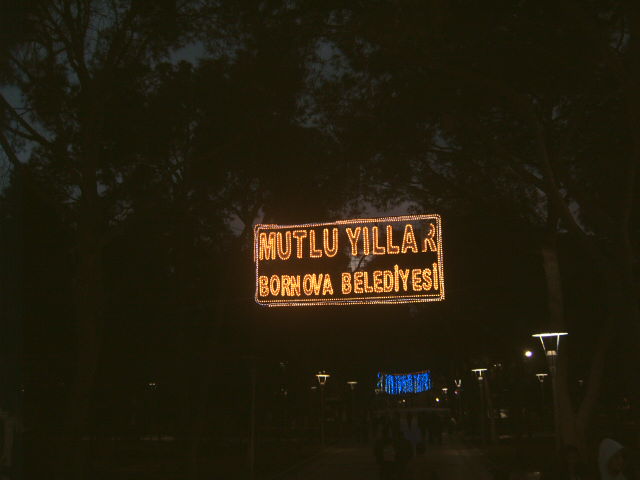 MUTLU YILLAR
BORNOVA BELEDİYESİ